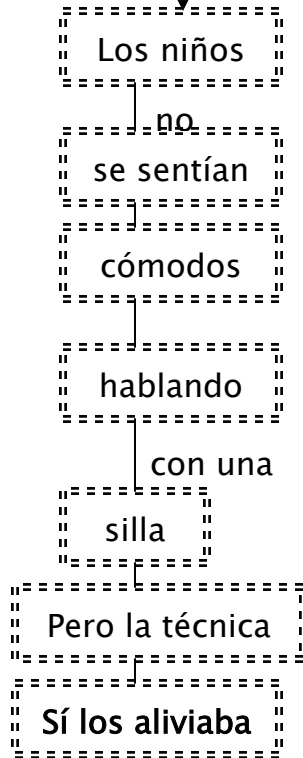 Los niños
no
se sentían
cómodos
hablando
con una
silla
Pero la técnica
Sí los aliviaba